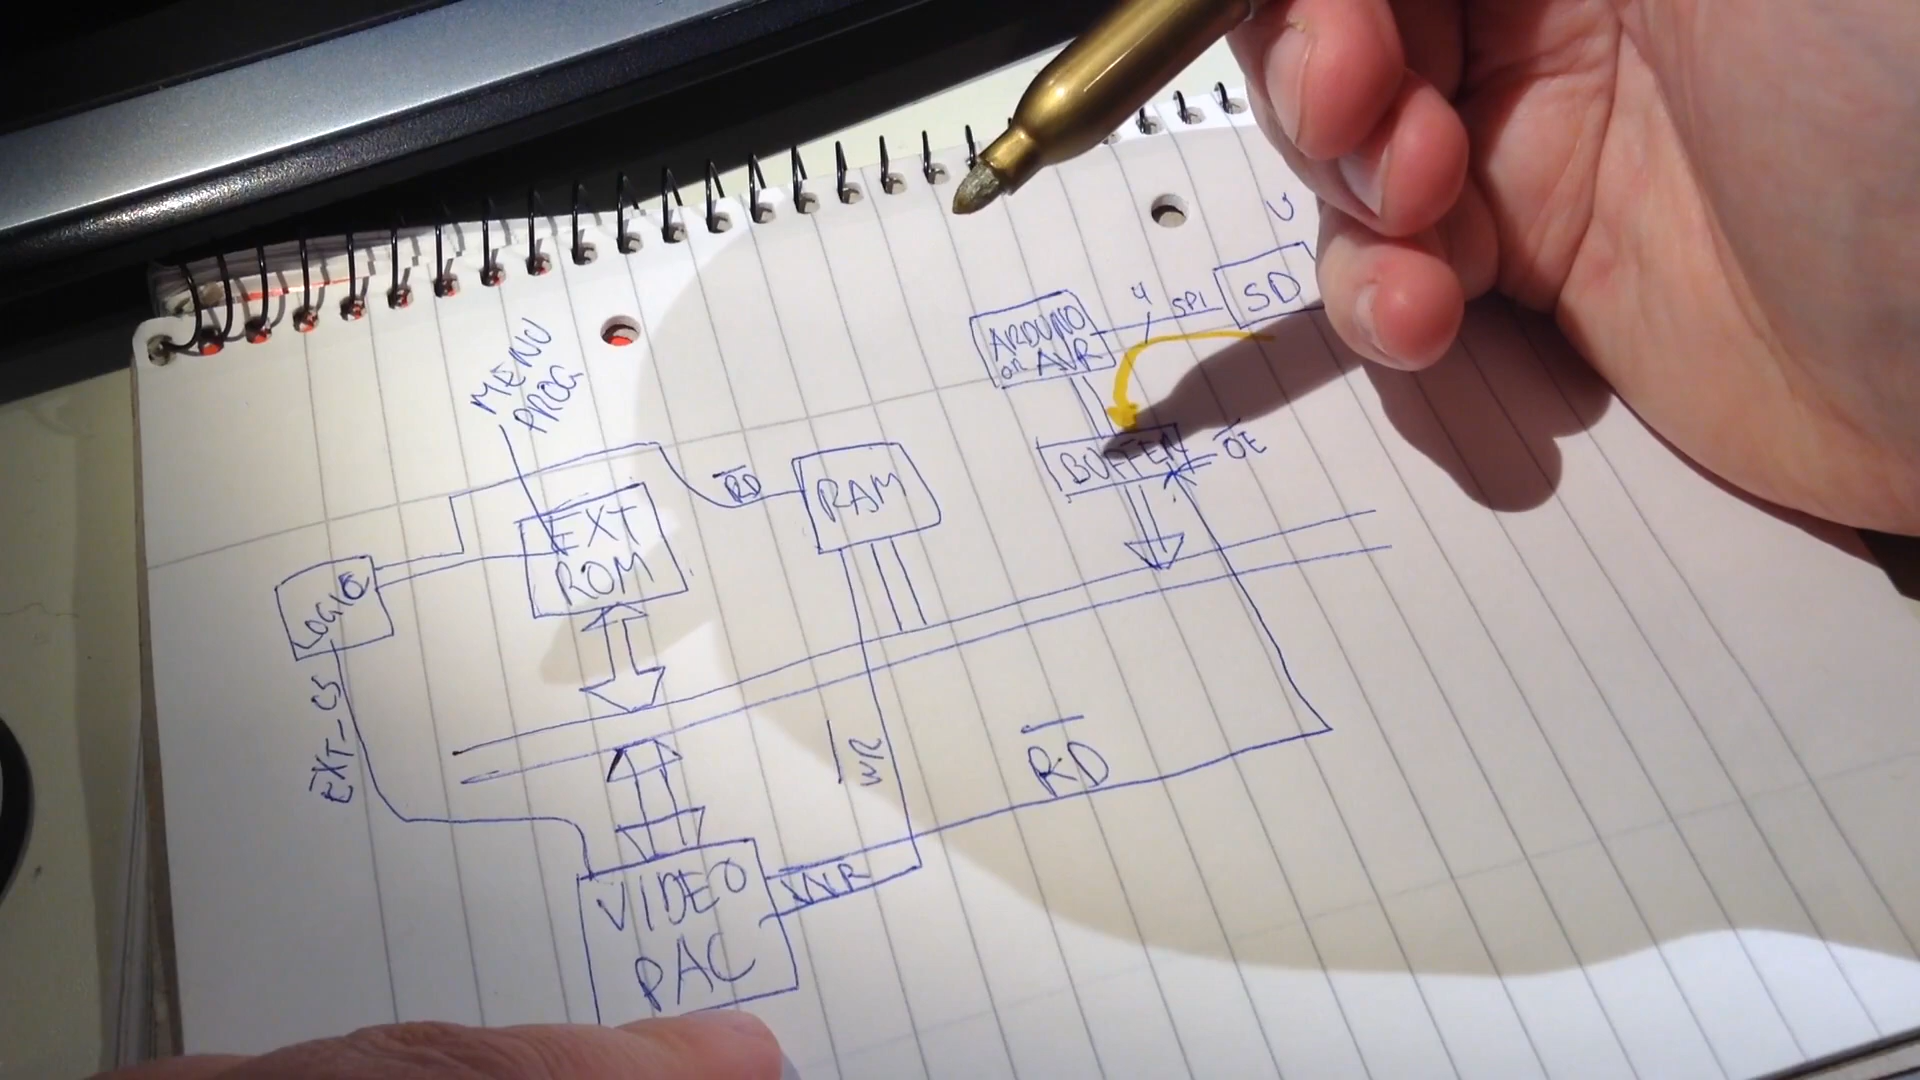 SD
4
SPI
ARDUINO
OR AVR
MENU
PROG.
OE
BUFFER
RD
RAM
EXT
ROM
LOGIC
EXT_CS
WR
RD
WR
VIDEO
PAC